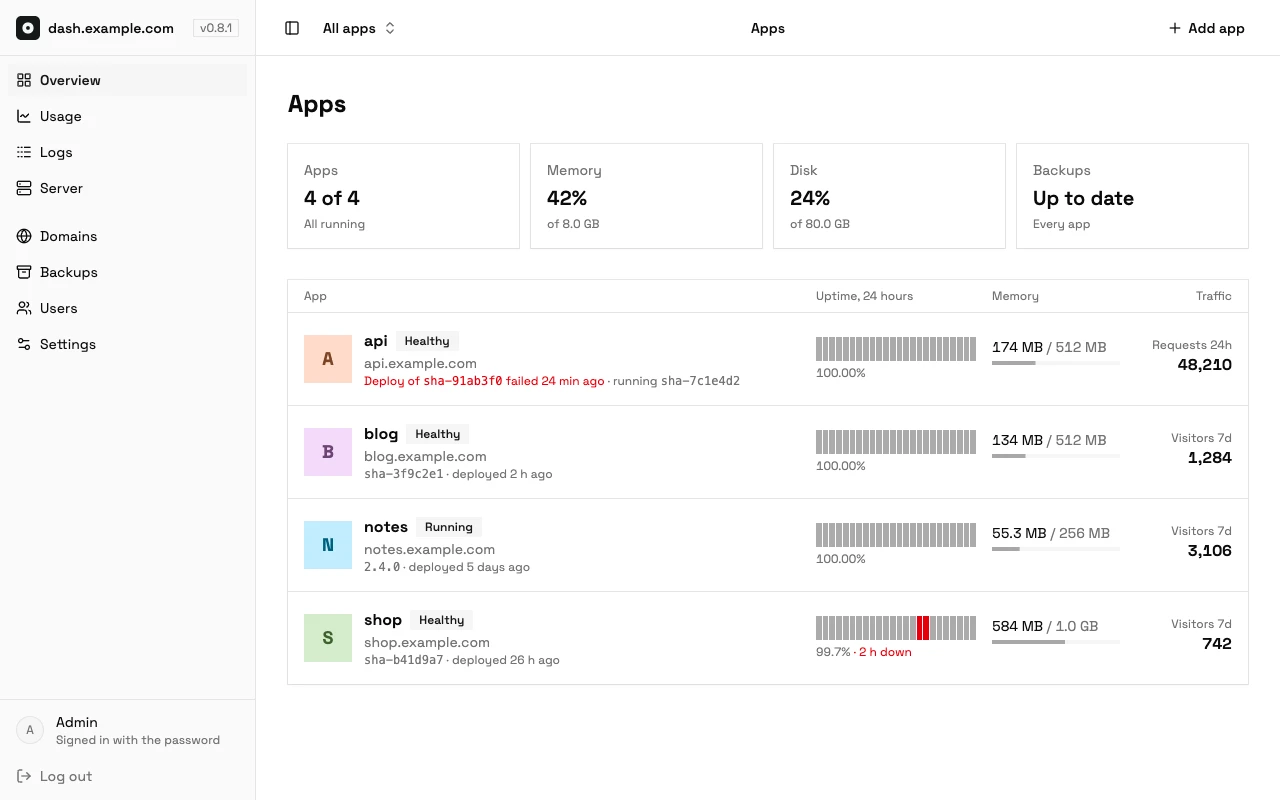 dash.example.com
v0.8.1
Overview
Usage
Logs
Server
Domains
Backups
Users
Settings
A
Admin
Signed in with the password
Log out
All apps
Apps
Add app
Apps
Apps
4 of 4
All running
Memory
42%
of 8.0 GB
Disk
24%
of 80.0 GB
Backups
Up to date
Every app
App
Uptime, 24 hours
Memory
Traffic
A
api Healthy
api.example.com
Deploy of sha-91ab3f0 failed 24 min ago · running sha-7c1e4d2
100.00%
174 MB / 512 MB
Requests 24h
48,210
B
blog Healthy
blog.example.com
sha-3f9c2e1 · deployed 2 h ago
100.00%
134 MB / 512 MB
Visitors 7d
1,284
N
notes Running
notes.example.com
2.4.0 · deployed 5 days ago
100.00%
55.3 MB / 256 MB
Visitors 7d
3,106
S
shop Healthy
shop.example.com
sha-b41d9a7 · deployed 26 h ago
99.7% · 2 h down
584 MB / 1.0 GB
Visitors 7d
742